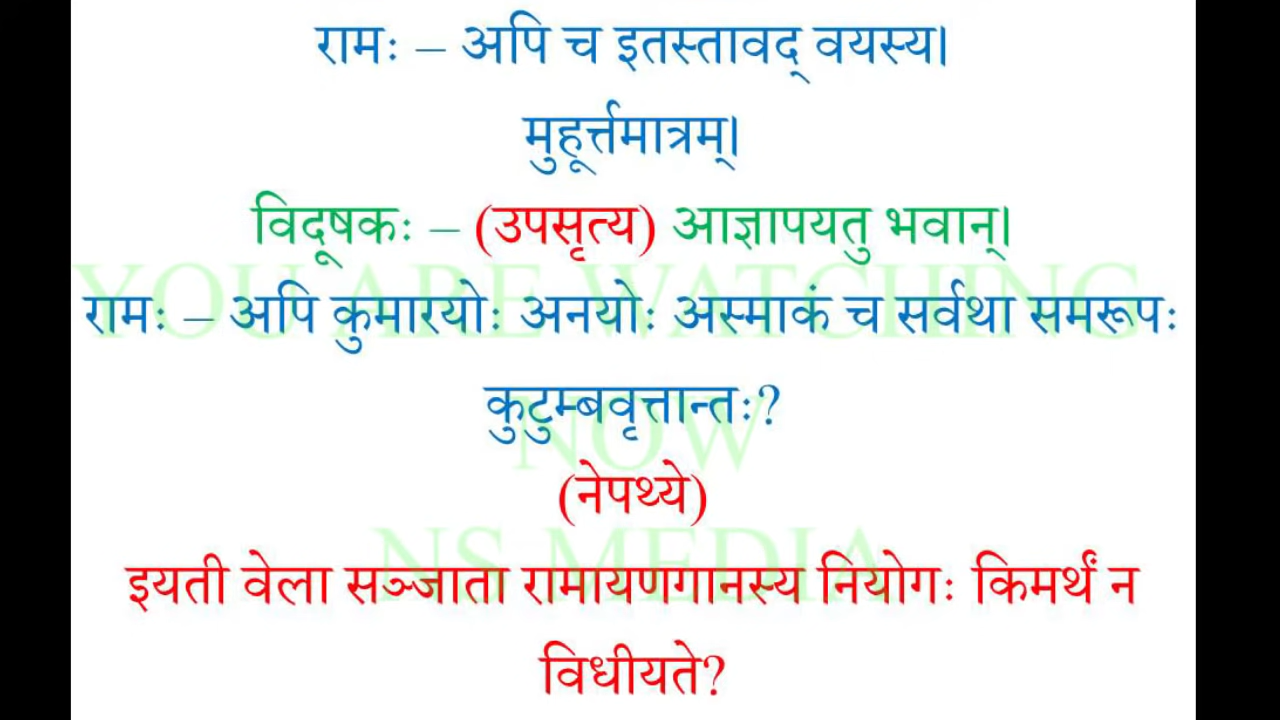 रामः – अपि च इतस्तावद् वयस्य।
मुहूर्त्तमात्रम्।
विदूषकः – (उपसृत्य) आज्ञापयतु भवान्।
YOU ARE WATCHING
रामः – अपि कुमारयोः अनयोः अस्माकं च सर्वथा समरूपः
कुटुम्बवृत्तान्तः?
NOW
(नेपथ्ये)
NS MEDIA
इयती वेला सञ्जाता रामायणगानस्य नियोगः किमर्थं न
विधीयते?